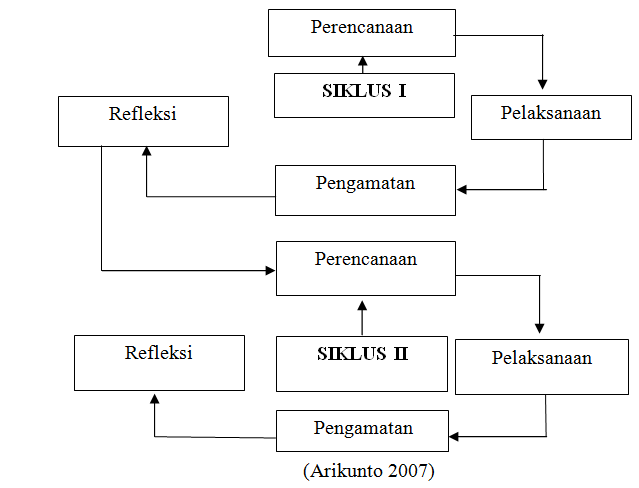 Perencanaan
SIKLUS I
Refleksi
Pelaksanaan
Pengamatan
Perencanaan
Refleksi
SIKLUS II
Pelaksanaan
Pengamatan
(Arikunto 2007)